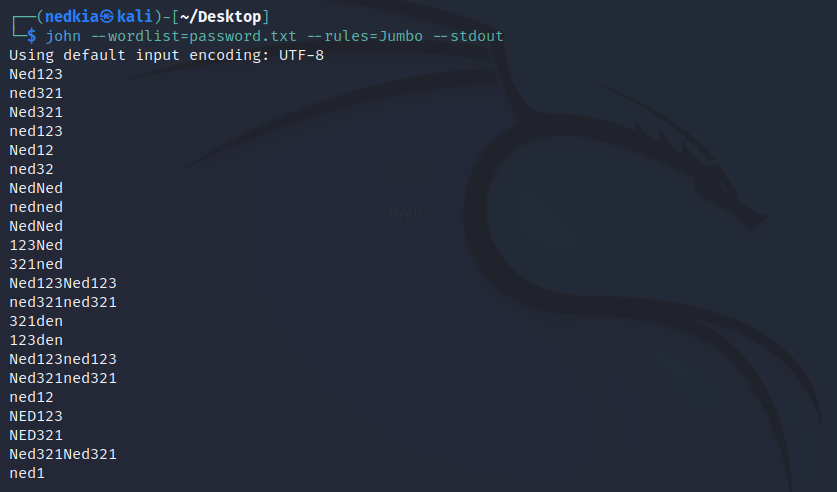 ┌──(nedkia㉿kali)-[~/Desktop]
└─$ john --wordlist=password.txt --rules=Jumbo --stdout
Using default input encoding: UTF-8
Ned123
ned321
Ned321
ned123
Ned12
ned32
NedNed
nedned
NedNed
123Ned
321ned
Ned123Ned123
ned321ned321
321den
123den
Ned123ned123
Ned321ned321
ned12
NED123
NED321
Ned321Ned321
ned1
Ryan